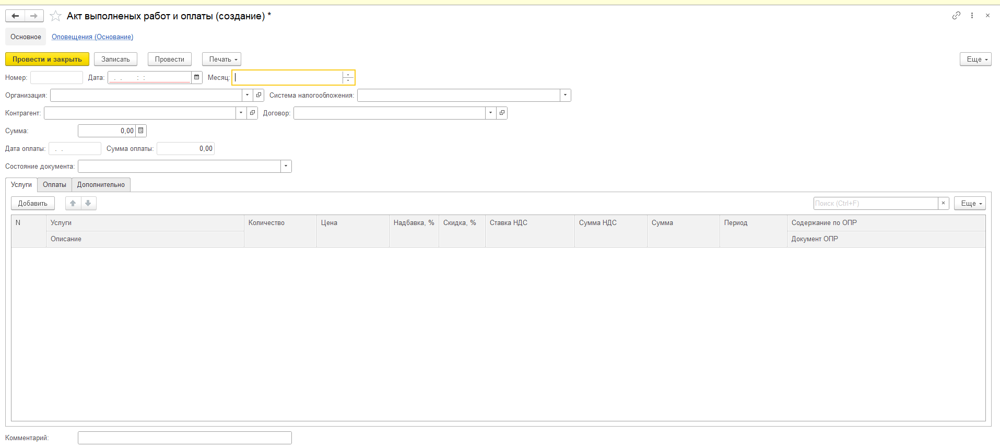 Акт выполненых работ и оплаты (создание) *
Основное Оповещения (Основание)
Провести и закрыть Записать Провести Печать Еще
Номер: Дата: . . : : Месяц:
Организация: Система налогообложения:
Контрагент: Договор:
Сумма: 0,00
Дата оплаты: . . Сумма оплаты: 0,00
Состояние документа:
Услуги Оплаты Дополнительно
Добавить Поиск (Ctrl+F) × Еще
N Услуги Количество Цена Надбавка, % Скидка, % Ставка НДС Сумма НДС Сумма Период Содержание по ОПР
Описание Документ ОПР
Комментарий: